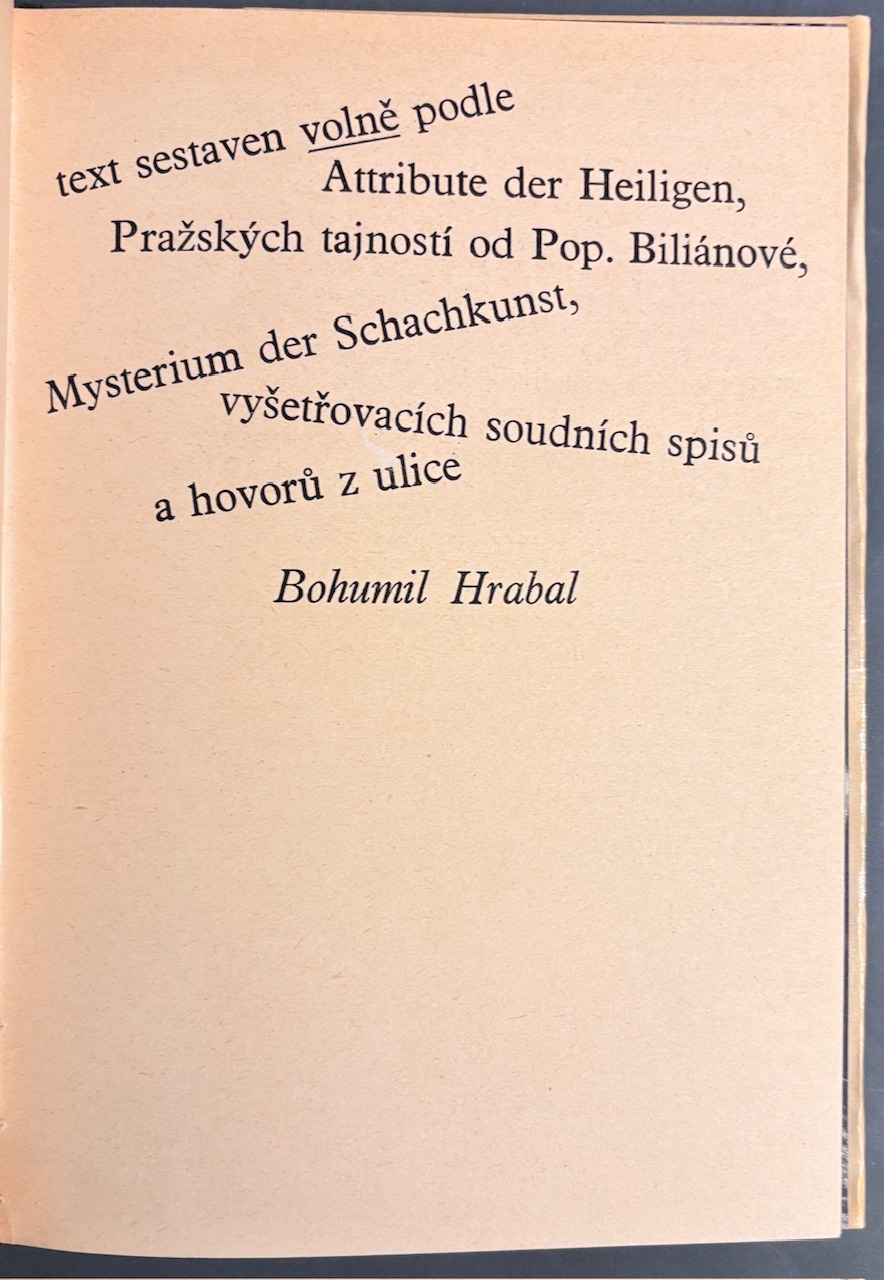 text sestaven volně podle
Attribute der Heiligen,
Pražských tajností od Pop. Biliánové,
Mysterium der Schachkunst,
vyšetřovacích soudních spisů
a hovorů z ulice
Bohumil Hrabal